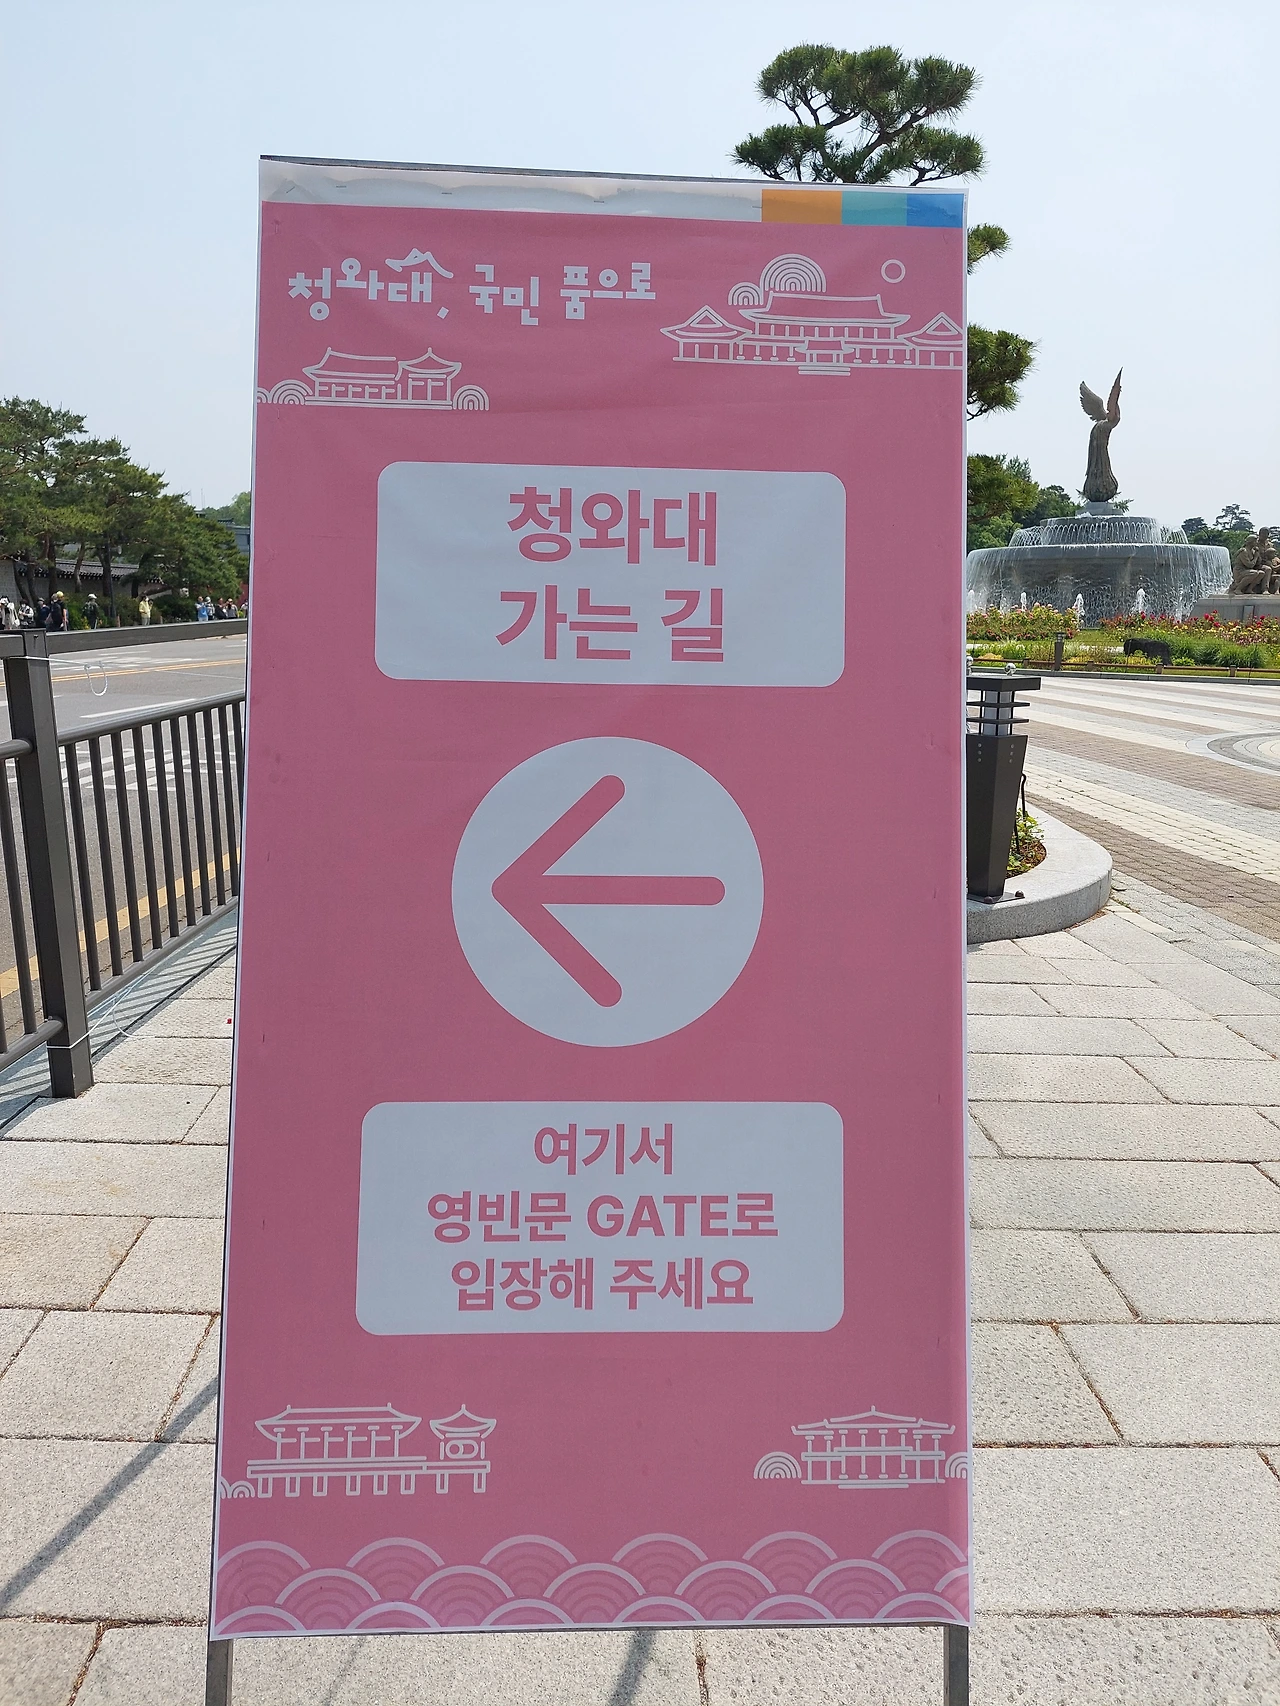 청와대, 국민 품으로
청와대
가는 길
여기서
영빈문 GATE로
입장해 주세요